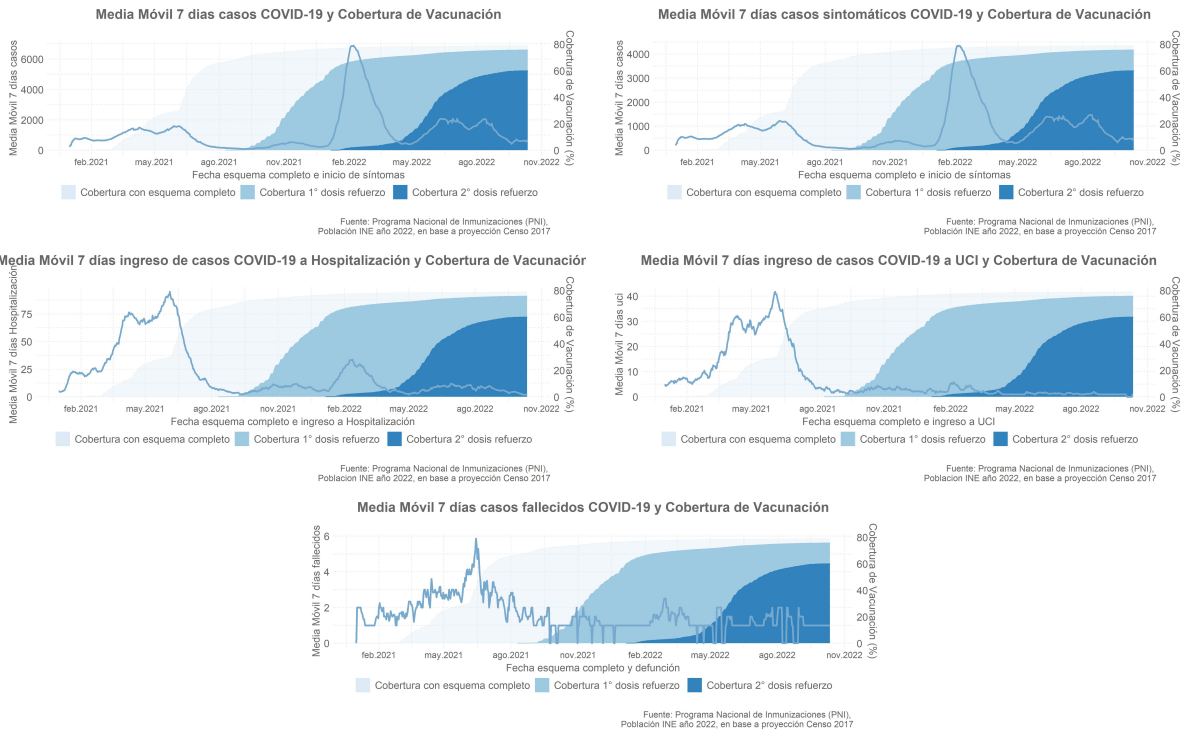 Media Móvil 7 dias casos COVID-19 y Cobertura de Vacunación
Media Móvil 7 días casos
6000
4000
2000
0
80
60
40
20
0
Cobertura de Vacunación (%)
feb.2021 may.2021 ago.2021 nov.2021 feb.2022 may.2022 ago.2022 nov.2022
Fecha esquema completo e inicio de síntomas
Cobertura con esquema completo Cobertura 1° dosis refuerzo Cobertura 2° dosis refuerzo
Fuente: Programa Nacional de Inmunizaciones (PNI),
Población INE año 2022, en base a proyección Censo 2017
Media Móvil 7 días casos sintomáticos COVID-19 y Cobertura de Vacunación
Media Móvil 7 días casos
4000
3000
2000
1000
0
80
60
40
20
0
Cobertura de Vacunación (%)
feb.2021 may.2021 ago.2021 nov.2021 feb.2022 may.2022 ago.2022 nov.2022
Fecha esquema completo e inicio de síntomas
Cobertura con esquema completo Cobertura 1° dosis refuerzo Cobertura 2° dosis refuerzo
Fuente: Programa Nacional de Inmunizaciones (PNI),
Población INE año 2022, en base a proyección Censo 2017
Media Móvil 7 días ingreso de casos COVID-19 a Hospitalización y Cobertura de Vacunación
Media Móvil 7 días Hospitalización
75
50
25
0
80
60
40
20
0
Cobertura de Vacunación (%)
feb.2021 may.2021 ago.2021 nov.2021 feb.2022 may.2022 ago.2022 nov.2022
Fecha esquema completo e ingreso a Hospitalización
Cobertura con esquema completo Cobertura 1° dosis refuerzo Cobertura 2° dosis refuerzo
Fuente: Programa Nacional de Inmunizaciones (PNI),
Poblacion INE año 2022, en base a proyección Censo 2017
Media Móvil 7 días ingreso de casos COVID-19 a UCI y Cobertura de Vacunación
Media Móvil 7 días uci
40
30
20
10
0
80
60
40
20
0
Cobertura de Vacunación (%)
feb.2021 may.2021 ago.2021 nov.2021 feb.2022 may.2022 ago.2022 nov.2022
Fecha esquema completo e ingreso a UCI
Cobertura con esquema completo Cobertura 1° dosis refuerzo Cobertura 2° dosis refuerzo
Fuente: Programa Nacional de Inmunizaciones (PNI),
Poblacion INE año 2022, en base a proyección Censo 2017
Media Móvil 7 días casos fallecidos COVID-19 y Cobertura de Vacunación
Media Móvil 7 días fallecidos
6
4
2
0
80
60
40
20
0
Cobertura de Vacunación (%)
feb.2021 may.2021 ago.2021 nov.2021 feb.2022 may.2022 ago.2022 nov.2022
Fecha esquema completo y defunción
Cobertura con esquema completo Cobertura 1° dosis refuerzo Cobertura 2° dosis refuerzo
Fuente: Programa Nacional de Inmunizaciones (PNI),
Población INE año 2022, en base a proyección Censo 2017